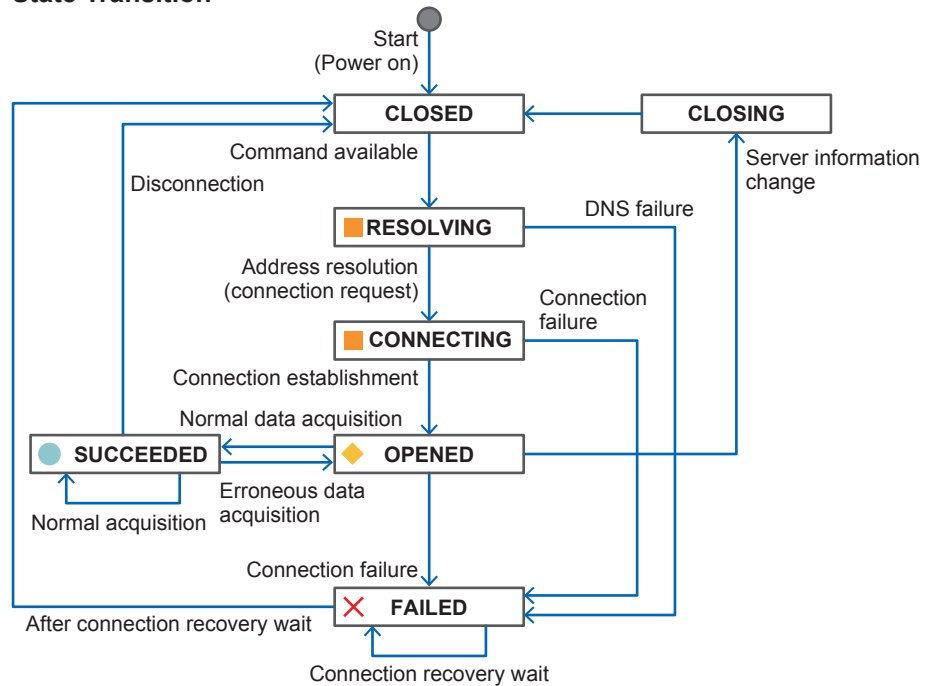 State Transition
Start
(Power on)
CLOSED
CLOSING
Command available
Server information
change
Disconnection
DNS failure
RESOLVING
Address resolution
(connection request)
Connection
failure
CONNECTING
Connection establishment
Normal data acquisition
SUCCEEDED
OPENED
Erroneous data
acquisition
Normal acquisition
Connection failure
FAILED
After connection recovery wait
Connection recovery wait